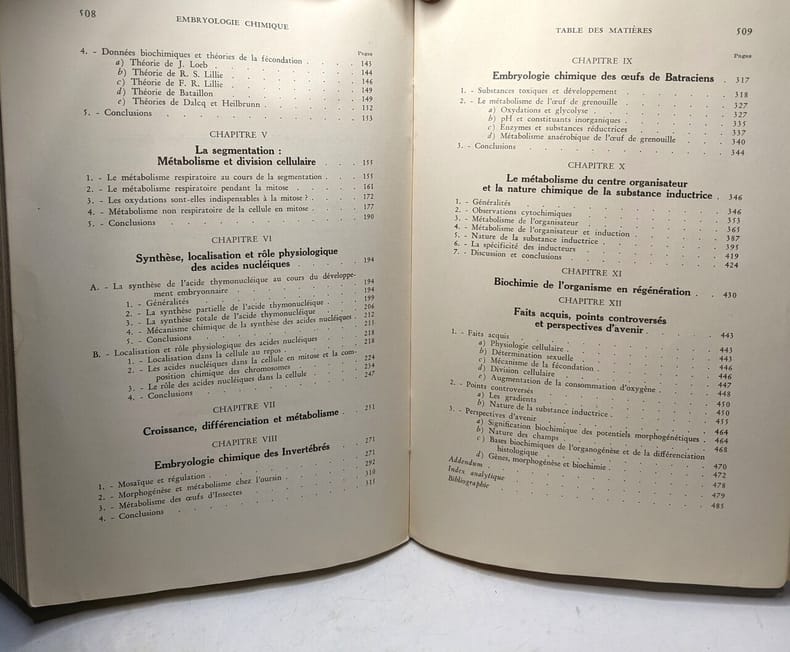 508
EMBRYOLOGIE CHIMIQUE
Pages
4. - Données biochimiques et théories de la fécondation . . . . . 143
a) Théorie de J. Loeb . . . . . 144
b) Théorie de R. S. Lillie . . . . . 146
c) Théorie de F. R. Lillie . . . . . 149
d) Théorie de Bataillon . . . . . 149
e) Théories de Dalcq et Heilbrunn . . . . . 152
5. - Conclusions . . . . . 153
CHAPITRE V
La segmentation :
Métabolisme et division cellulaire . . . 155
1. - Le métabolisme respiratoire au cours de la segmentation . . 155
2. - Le métabolisme respiratoire pendant la mitose . . . . 161
3. - Les oxydations sont-elles indispensables à la mitose ? . . . 172
4. - Métabolisme non respiratoire de la cellule en mitose . . . 177
5. - Conclusions . . . . . 190
CHAPITRE VI
Synthèse, localisation et rôle physiologique
des acides nucléiques . . . . 194
A. - La synthèse de l'acide thymonucléique au cours du développe-
ment embryonnaire . . . . . 194
1. - Généralités . . . . . 194
2. - La synthèse partielle de l'acide thymonucléique . . . 199
3. - La synthèse totale de l'acide thymonucléique . . . 206
4. - Mécanisme chimique de la synthèse des acides nucléiques . 212
5. - Conclusions . . . . . 215
B. - Localisation et rôle physiologique des acides nucléiques . . 218
1. - Localisation dans la cellule au repos . . . . 218
2. - Les acides nucléiques dans la cellule en mitose et la com-
position chimique des chromosomes . . . . 224
3. - Le rôle des acides nucléiques dans la cellule . . . 234
4. - Conclusions . . . . . 247
CHAPITRE VII
Croissance, différenciation et métabolisme . 251
CHAPITRE VIII
Embryologie chimique des Invertébrés . . 271
1. - Mosaïque et régulation . . . . . 271
2. - Morphogénèse et métabolisme chez l'oursin . . . . 292
3. - Métabolisme des œufs d'Insectes . . . . 310
4. - Conclusions . . . . . 315
TABLE DES MATIÈRES
509
Pages
CHAPITRE IX
Embryologie chimique des œufs de Batraciens . 317
1. - Substances toxiques et développement . . . . 318
2. - Le métabolisme de l'œuf de grenouille . . . . 327
a) Oxydations et glycolyse . . . . . 327
b) pH et constituants inorganiques . . . . . 335
c) Enzymes et substances réductrices . . . . 337
d) Métabolisme anaérobique de l'œuf de grenouille . . . 340
3. - Conclusions . . . . . 344
CHAPITRE X
Le métabolisme du centre organisateur
et la nature chimique de la substance inductrice . 346
1. - Généralités . . . . . 346
2. - Observations cytochimiques . . . . . 353
3. - Métabolisme de l'organisateur . . . . . 365
4. - Métabolisme de l'organisateur et induction . . . . 387
5. - Nature de la substance inductrice . . . . . 395
6. - La spécificité des inducteurs . . . . . 419
7. - Discussion et conclusions . . . . . 424
CHAPITRE XI
Biochimie de l'organisme en régénération . . 430
CHAPITRE XII
Faits acquis, points controversés
et perspectives d'avenir . . . 443
1. - Faits acquis . . . . . 443
a) Physiologie cellulaire . . . . . 443
b) Détermination sexuelle . . . . . 446
c) Mécanisme de la fécondation . . . . . 446
d) Division cellulaire . . . . . 447
e) Augmentation de la consommation d'oxygène . . . 448
2. - Points controversés . . . . . 450
a) Les gradients . . . . . 450
b) Nature de la substance inductrice . . . . . 455
3. - Perspectives d'avenir . . . . . 464
a) Signification biochimique des potentiels morphogénétiques . 464
b) Nature des champs . . . . . 468
c) Bases biochimiques de l'organogénèse et de la différenciation
histologique . . . . . 470
d) Gènes, morphogénèse et biochimie . . . . . 472
Addendum . . . . . 478
Index analytique . . . . . 479
Bibliographie . . . . . 485